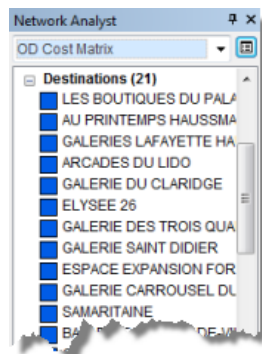 Network Analyst
OD Cost Matrix
Destinations (21)
LES BOUTIQUES DU PALA
AU PRINTEMPS HAUSSMA
GALERIES LAFAYETTE HA
ARCADES DU LIDO
GALERIE DU CLARIDGE
ELYSEE 26
GALERIE DES TROIS QUA
GALERIE SAINT DIDIER
ESPACE EXPANSION FOR
GALERIE CARROUSEL DU
SAMARITAINE